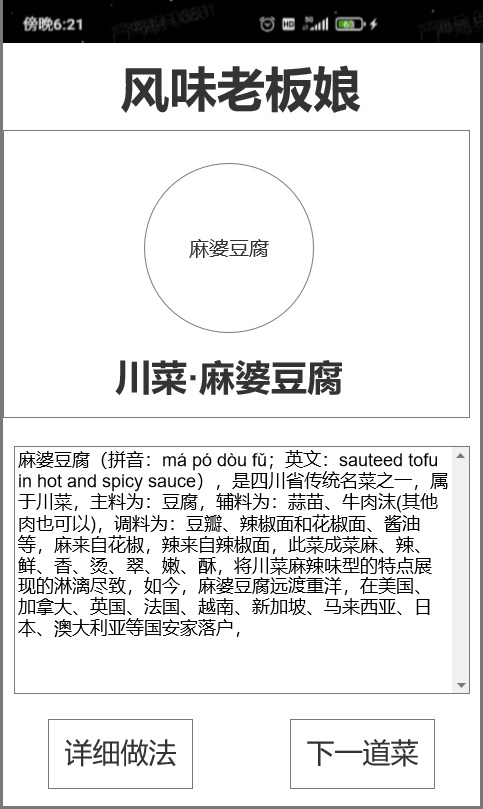 傍晚6:21
HD
5G
63
风味老板娘
麻婆豆腐
川菜·麻婆豆腐
麻婆豆腐（拼音：má pó dòu fǔ；英文：sauteed tofu
in hot and spicy sauce），是四川省传统名菜之一，属
于川菜，主料为：豆腐，辅料为：蒜苗、牛肉沫(其他
肉也可以)，调料为：豆瓣、辣椒面和花椒面、酱油
等，麻来自花椒，辣来自辣椒面，此菜成菜麻、辣、
鲜、香、烫、翠、嫩、酥，将川菜麻辣味型的特点展
现的淋漓尽致，如今，麻婆豆腐远渡重洋，在美国、
加拿大、英国、法国、越南、新加坡、马来西亚、日
本、澳大利亚等国安家落户，
详细做法
下一道菜